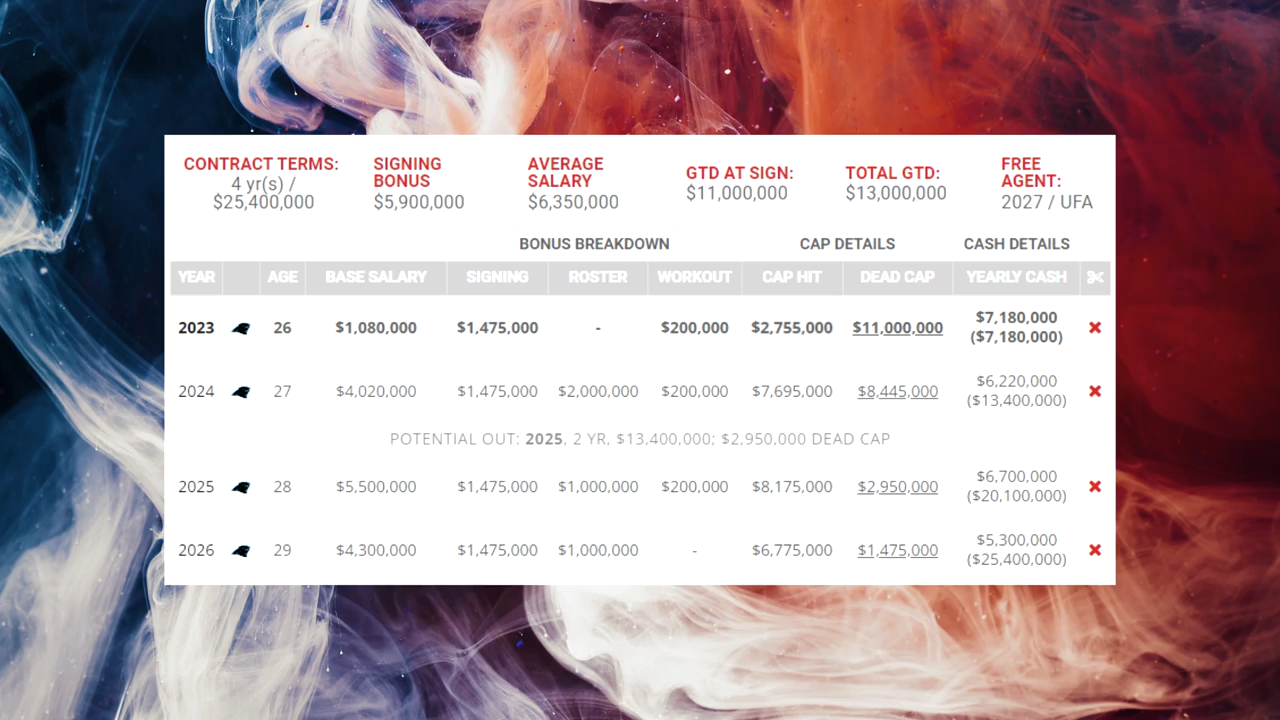 CONTRACT TERMS:
4 yr(s) /
$25,400,000
SIGNING
BONUS
$5,900,000
AVERAGE
SALARY
$6,350,000
GTD AT SIGN:
$11,000,000
TOTAL GTD:
$13,000,000
FREE
AGENT:
2027 / UFA
BONUS BREAKDOWN CAP DETAILS CASH DETAILS
YEAR AGE BASE SALARY SIGNING ROSTER WORKOUT CAP HIT DEAD CAP YEARLY CASH
2023 26 $1,080,000 $1,475,000 - $200,000 $2,755,000 $11,000,000 $7,180,000
($7,180,000)
2024 27 $4,020,000 $1,475,000 $2,000,000 $200,000 $7,695,000 $8,445,000 $6,220,000
($13,400,000)
POTENTIAL OUT: 2025, 2 YR, $13,400,000; $2,950,000 DEAD CAP
2025 28 $5,500,000 $1,475,000 $1,000,000 $200,000 $8,175,000 $2,950,000 $6,700,000
($20,100,000)
2026 29 $4,300,000 $1,475,000 $1,000,000 - $6,775,000 $1,475,000 $5,300,000
($25,400,000)